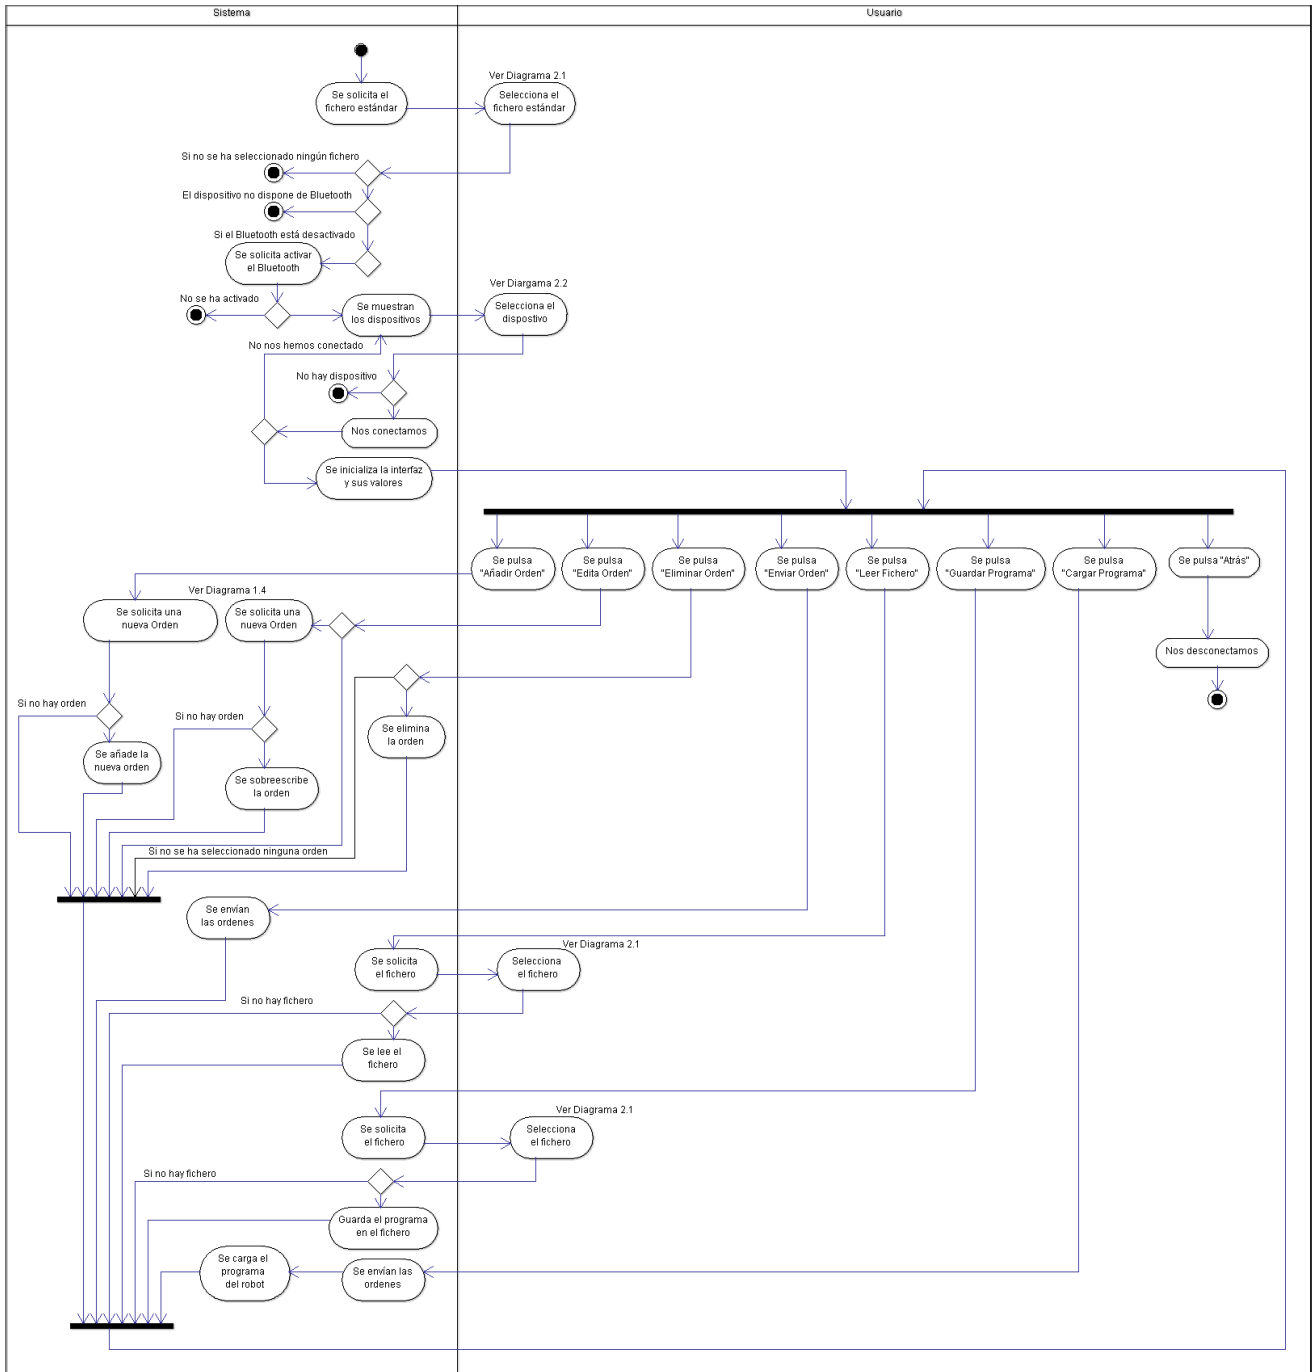 Sistema
Usuario
Ver Diagrama 2.1
Se solicita el
fichero estándar
Selecciona el
fichero estándar
Si no se ha seleccionado ningún fichero
El dispositivo no dispone de Bluetooth
Si el Bluetooth está desactivado
Se solicita activar
el Bluetooth
No se ha activado
Se muestran
los dispositivos
Ver Diargama 2.2
Selecciona el
dispostivo
No nos hemos conectado
No hay dispositivo
Nos conectamos
Se inicializa la interfaz
y sus valores
Se pulsa
"Añadir Orden"
Se pulsa
"Edita Orden"
Se pulsa
"Eliminar Orden"
Se pulsa
"Enviar Orden"
Se pulsa
"Leer Fichero"
Se pulsa
"Guardar Programa"
Se pulsa
"Cargar Programa"
Se pulsa "Atrás"
Ver Diagrama 1.4
Se solicita una
nueva Orden
Se solicita una
nueva Orden
Nos desconectamos
Si no hay orden
Si no hay orden
Se elimina
la orden
Se añade la
nueva orden
Se sobreescribe
la orden
Si no se ha seleccionado ninguna orden
Se envían
las ordenes
Ver Diagrama 2.1
Se solicita
el fichero
Selecciona
el fichero
Si no hay fichero
Se lee el
fichero
Ver Diagrama 2.1
Se solicita
el fichero
Selecciona
el fichero
Si no hay fichero
Guarda el programa
en el fichero
Se carga el
programa
del robot
Se envían las
ordenes